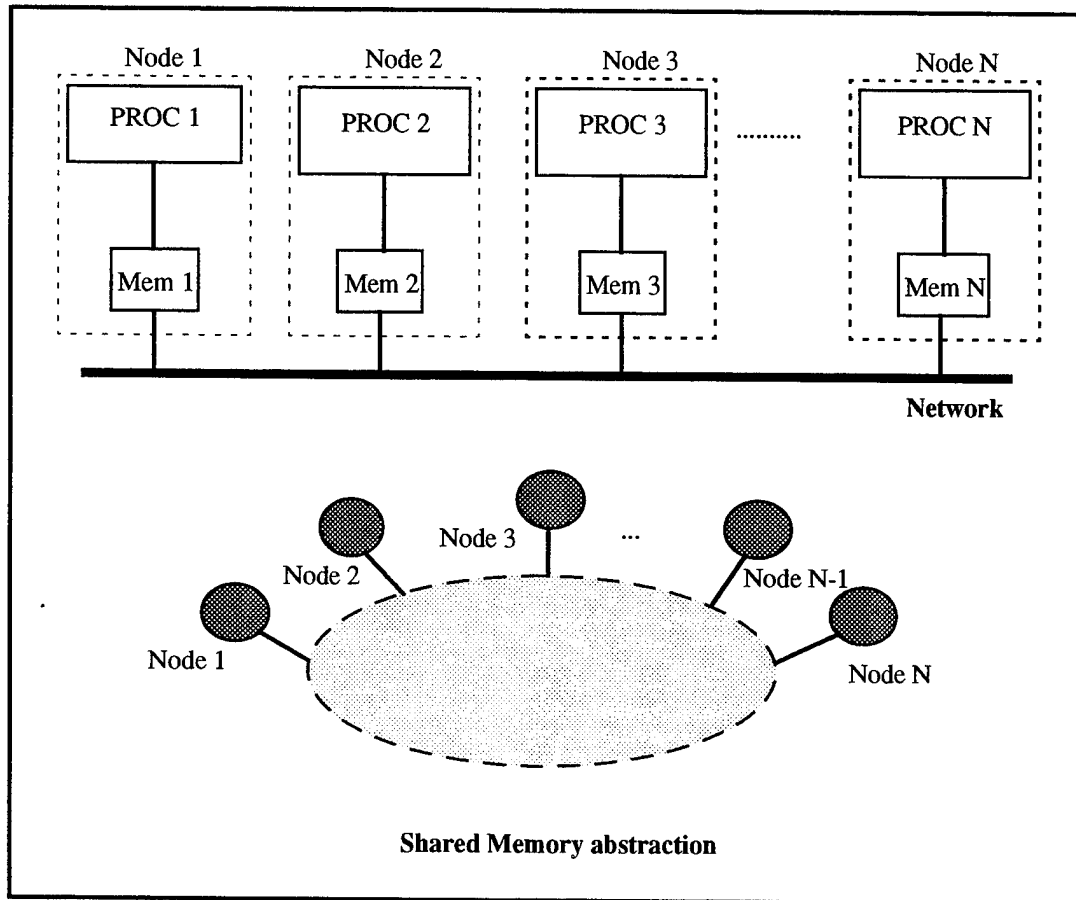 Node 1
Node 2
Node 3
Node N
PROC 1
PROC 2
PROC 3
..........
PROC N
Mem 1
Mem 2
Mem 3
Mem N
Network
Node 3
...
Node 2
Node N-1
Node 1
Node N
Shared Memory abstraction